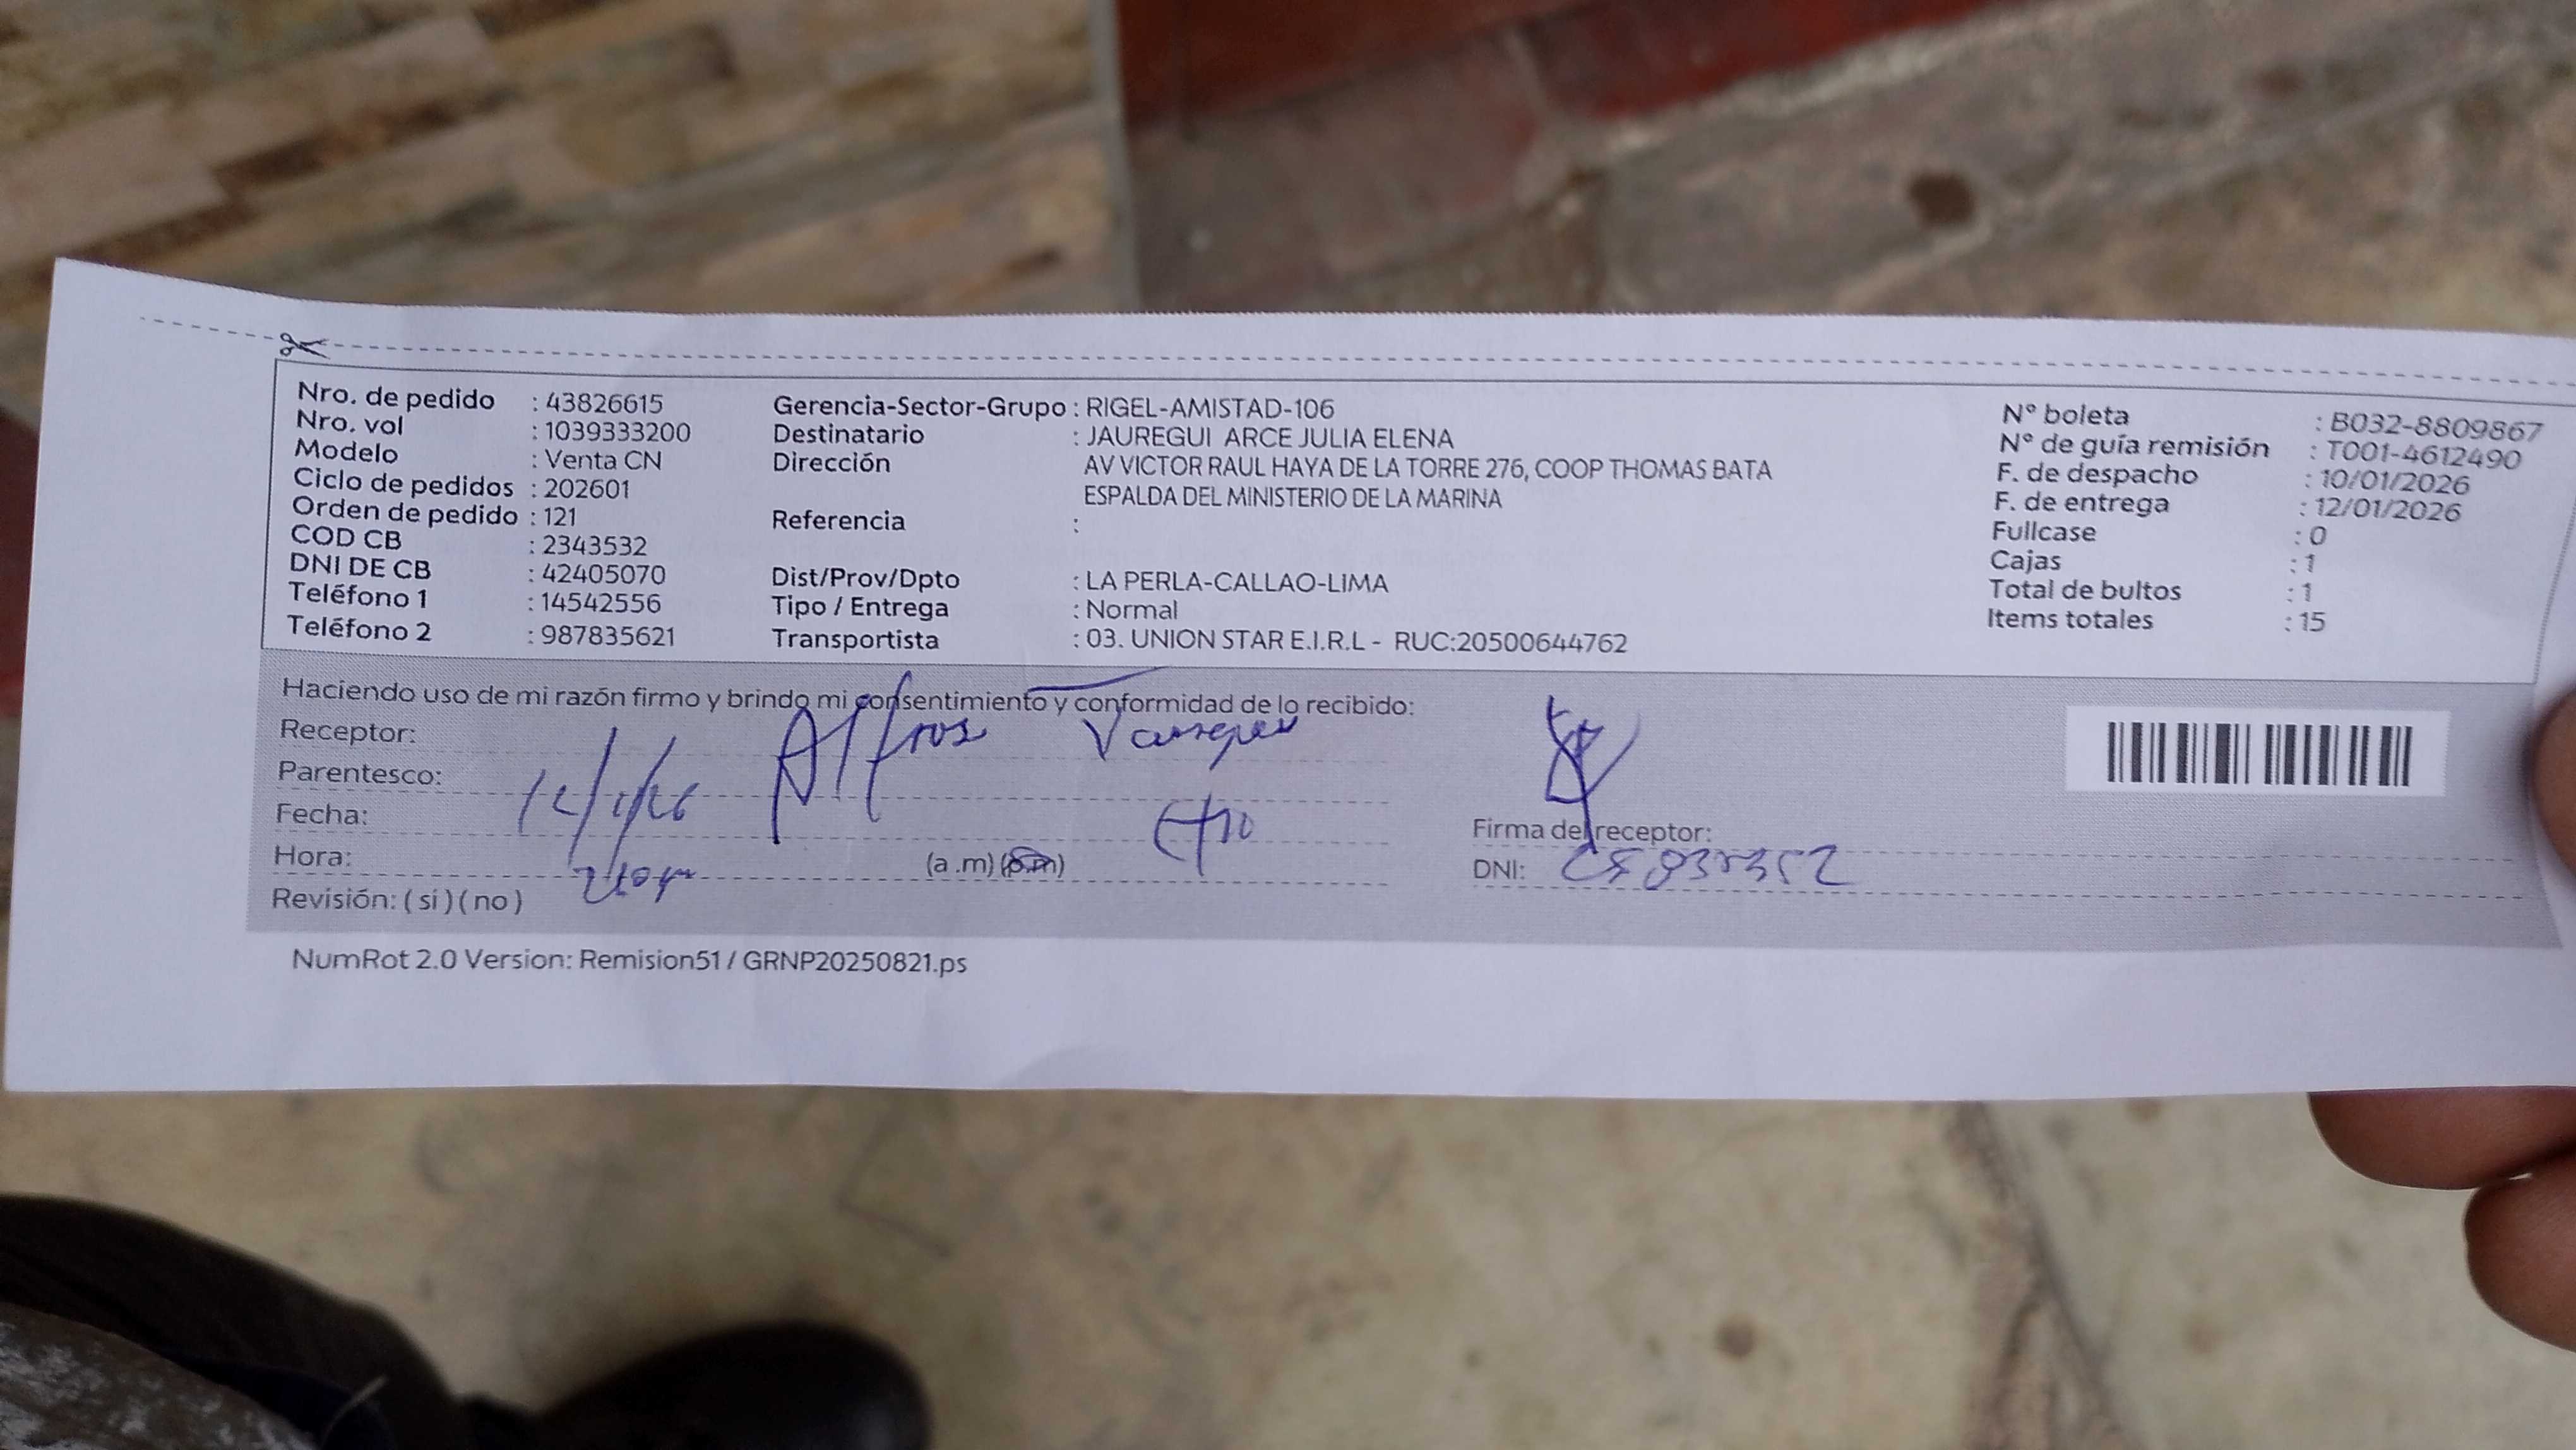 Nro. de pedido : 43826615
Nro. vol : 1039333200
Modelo : Venta CN
Ciclo de pedidos : 202601
Orden de pedido : 121
COD CB : 2343532
DNI DE CB : 42405070
Teléfono 1 : 14542556
Teléfono 2 : 987835621
Gerencia-Sector-Grupo : RIGEL-AMISTAD-106
Destinatario : JAUREGUI ARCE JULIA ELENA
Dirección AV VICTOR RAUL HAYA DE LA TORRE 276, COOP THOMAS BATA
ESPALDA DEL MINISTERIO DE LA MARINA
Referencia :
Dist/Prov/Dpto : LA PERLA-CALLAO-LIMA
Tipo / Entrega : Normal
Transportista : 03. UNION STAR E.I.R.L - RUC:20500644762
N° boleta : B032-8809867
N° de guía remisión : T001-4612490
F. de despacho : 10/01/2026
F. de entrega : 12/01/2026
Fullcase : 0
Cajas : 1
Total de bultos : 1
Items totales : 15
Haciendo uso de mi razón firmo y brindo mi consentimiento y conformidad de lo recibido:
Receptor:
Parentesco:
Fecha: 12/1/26
Hora: (a.m) (p.m)
Revisión: ( si ) ( no )
Firma del receptor:
DNI:
NumRot 2.0 Version: Remision51 / GRNP20250821.ps